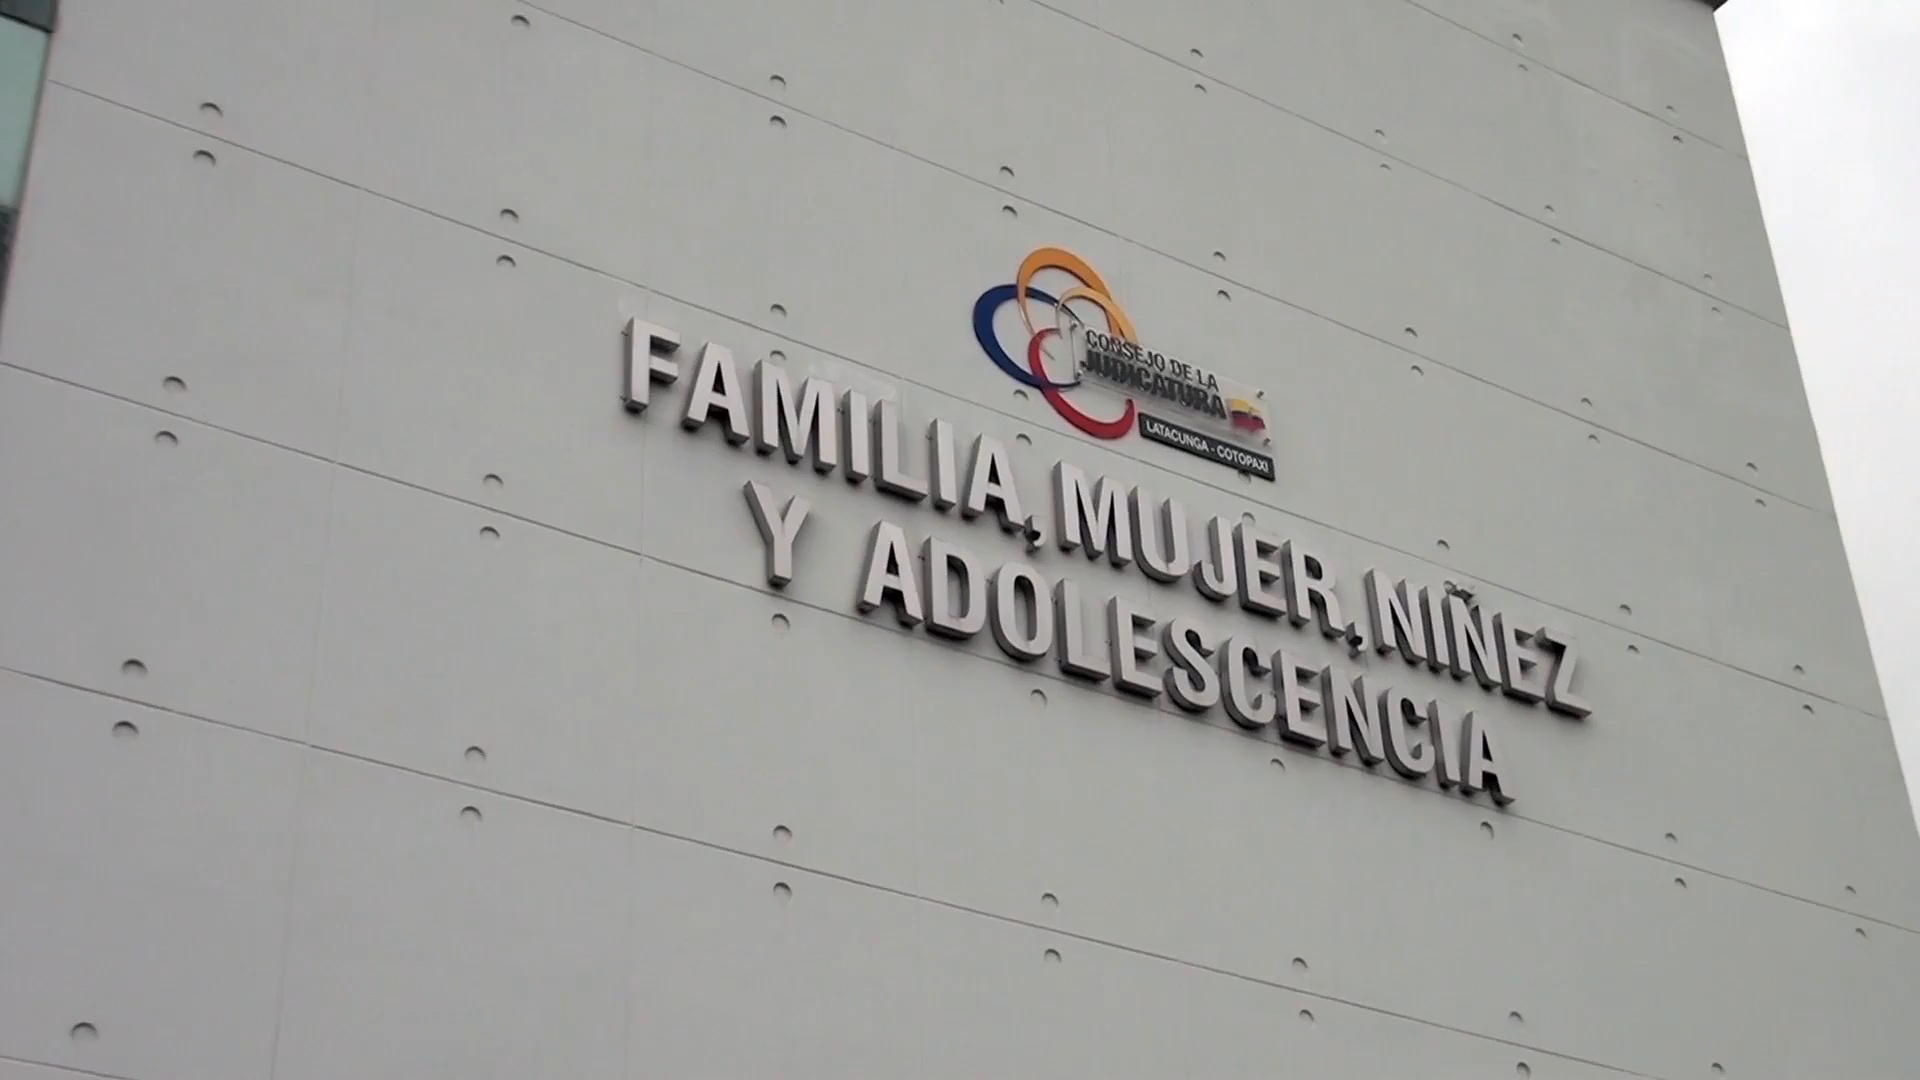 CONSEJO DE LA
JUDICATURA
LATACUNGA - COTOPAXI
FAMILIA, MUJER, NIÑEZ
Y ADOLESCENCIA